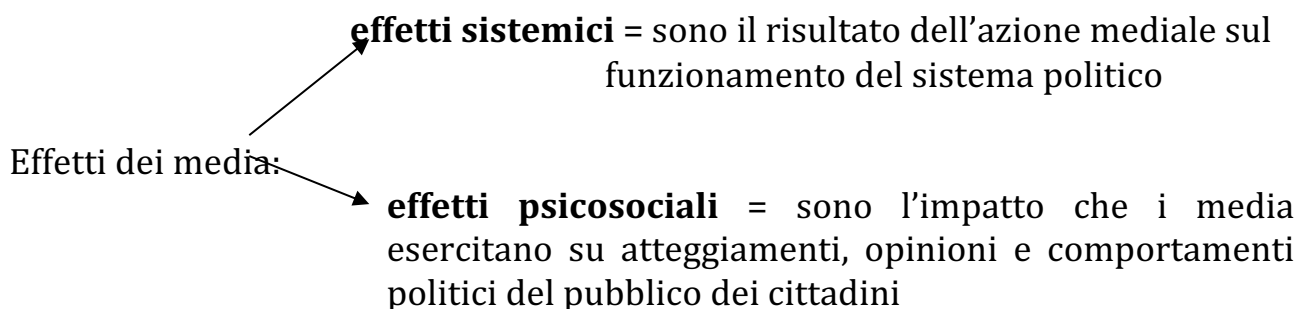 effetti sistemici = sono il risultato dell’azione mediale sul
funzionamento del sistema politico
Effetti dei media:
effetti psicosociali = sono l’impatto che i media
esercitano su atteggiamenti, opinioni e comportamenti
politici del pubblico dei cittadini